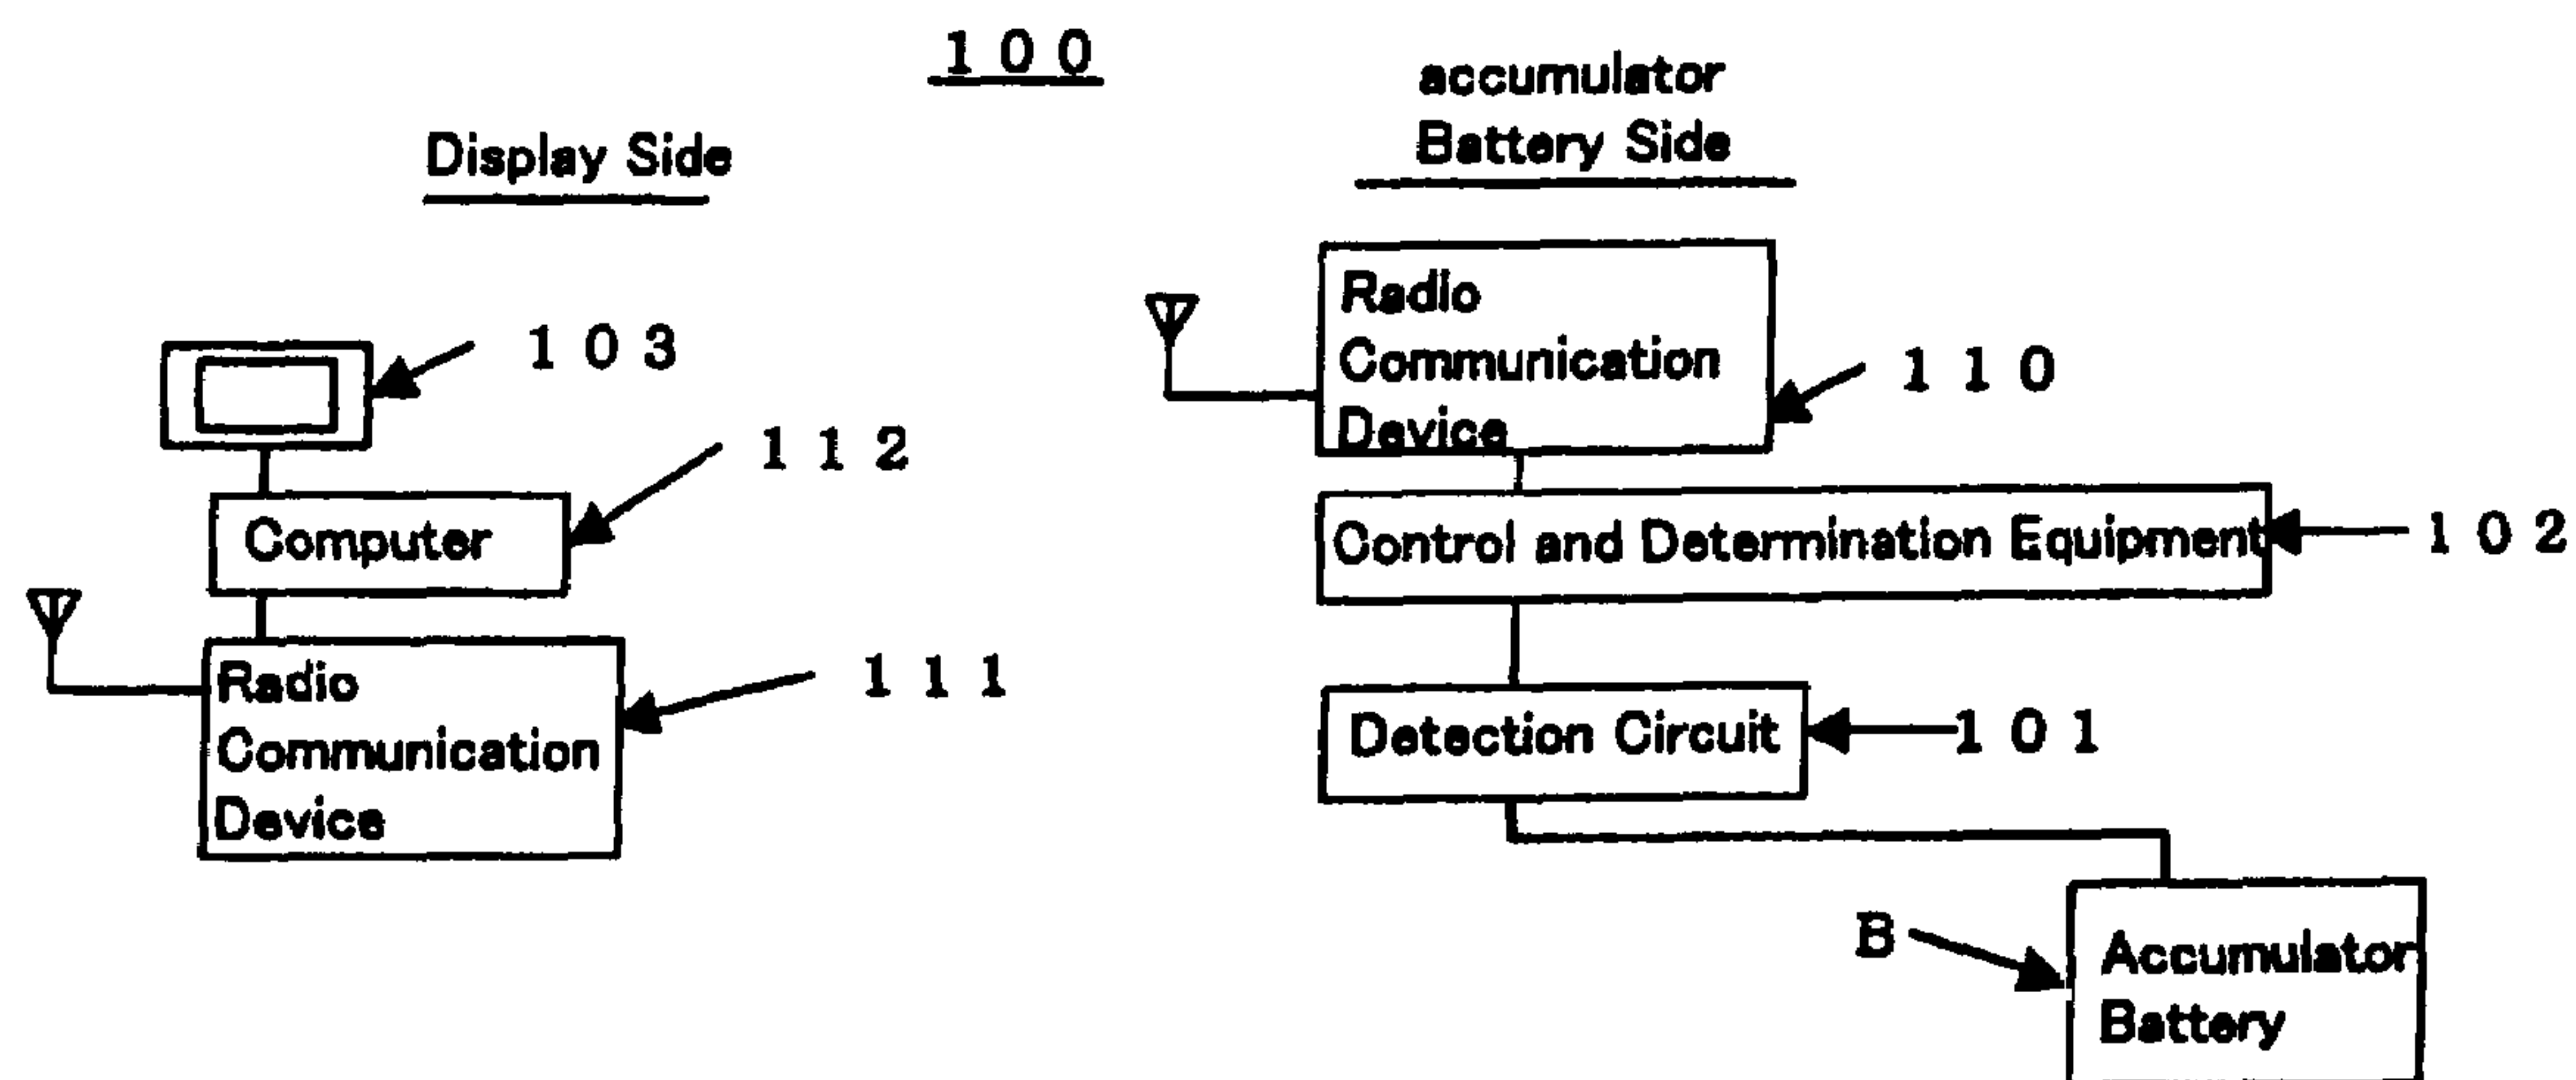 100
Display Side
accumulator
Battery Side
103
112
Computer
111
Radio
Communication
Device
Radio
Communication
Device
110
Control and Determination Equipment
102
Detection Circuit
101
B
Accumulator
Battery